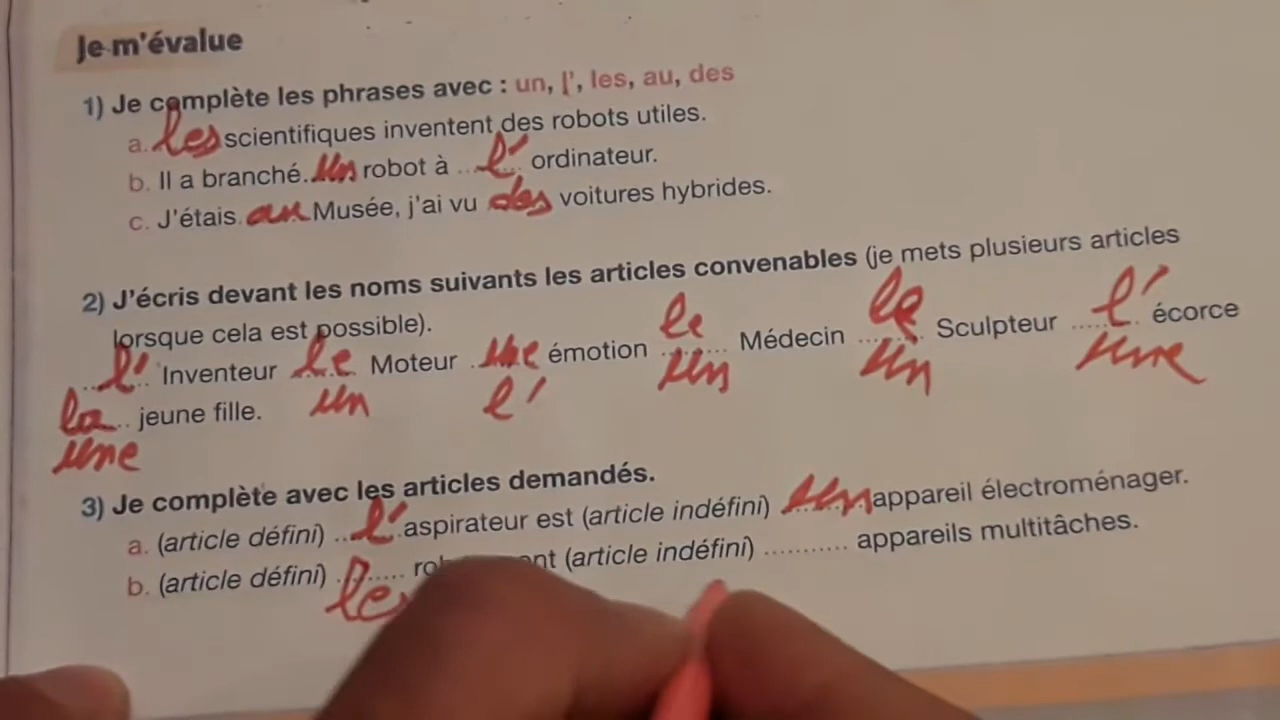 Je m'évalue
1) Je complète les phrases avec : un, l', les, au, des
a. les scientifiques inventent des robots utiles.
b. Il a branché un robot à l' ordinateur.
c. J'étais au Musée, j'ai vu des voitures hybrides.
2) J'écris devant les noms suivants les articles convenables (je mets plusieurs articles
lorsque cela est possible).
l' Inventeur le Moteur une émotion le Médecin le Sculpteur l' écorce
un l' un un une
la jeune fille.
une
3) Je complète avec les articles demandés.
a. (article défini) l' aspirateur est (article indéfini) un appareil électroménager.
b. (article défini) (article indéfini) ........... appareils multitâches.